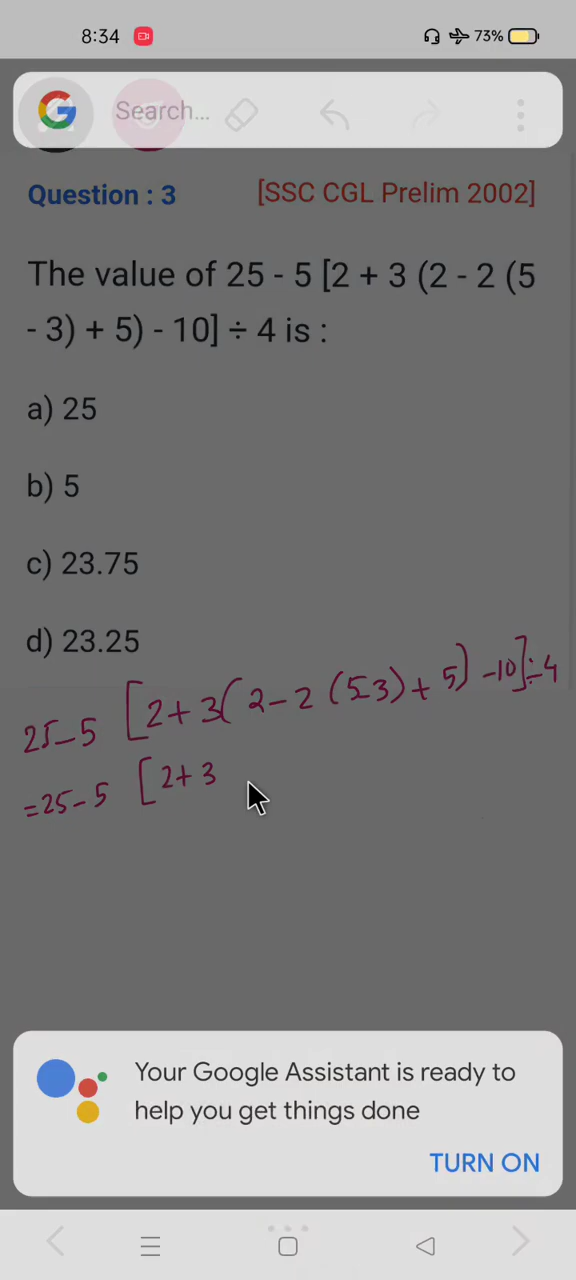 8:34
73%
Search...
Question : 3 [SSC CGL Prelim 2002]
The value of 25 - 5 [2 + 3 (2 - 2 (5
- 3) + 5) - 10] ÷ 4 is :
a) 25
b) 5
c) 23.75
d) 23.25
25-5 [2+3(2-2(5-3)+5)-10]÷4
=25-5 [2+3
Your Google Assistant is ready to
help you get things done
TURN ON